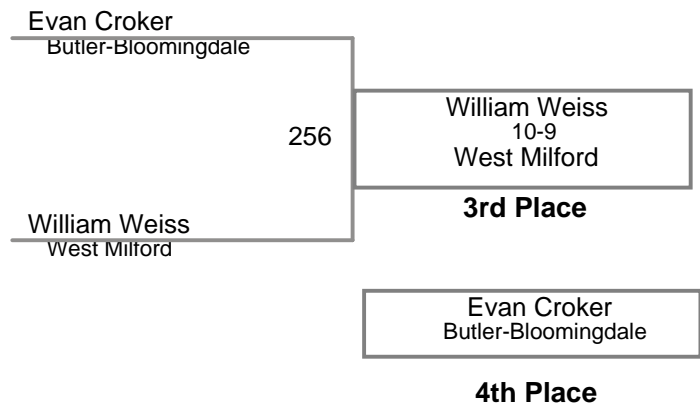 Evan Croker
Butler-Bloomingdale
256
William Weiss
10-9
West Milford
3rd Place
William Weiss
West Milford
Evan Croker
Butler-Bloomingdale
4th Place